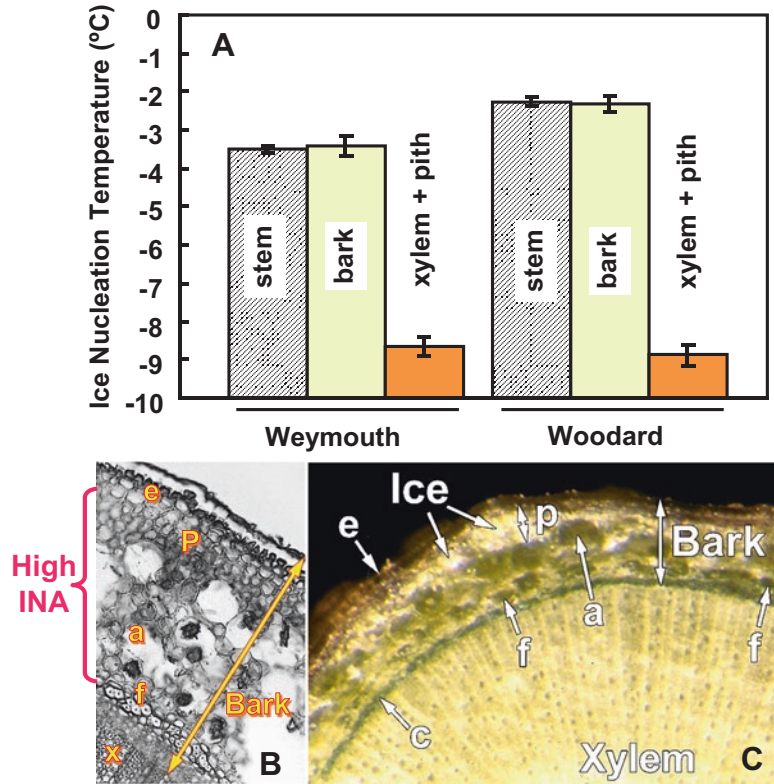 A
Ice Nucleation Temperature (ºC)
0
-1
-2
-3
-4
-5
-6
-7
-8
-9
-10
stem
bark
xylem + pith
stem
bark
xylem + pith
Weymouth
Woodard
High
INA
e
P
a
f
Bark
x
B
Ice
e
p
Bark
a
f
f
c
Xylem
C